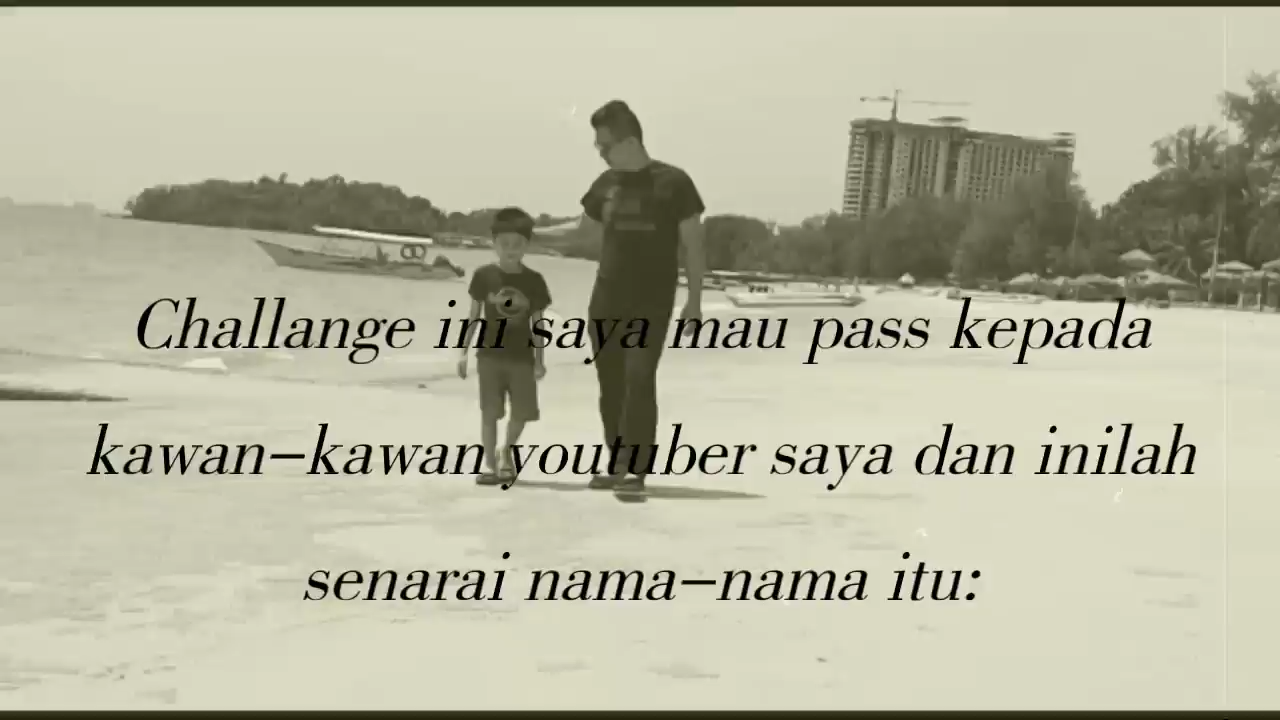 Challange ini saya mau pass kepada
kawan-kawan youtuber saya dan inilah
senarai nama-nama itu: